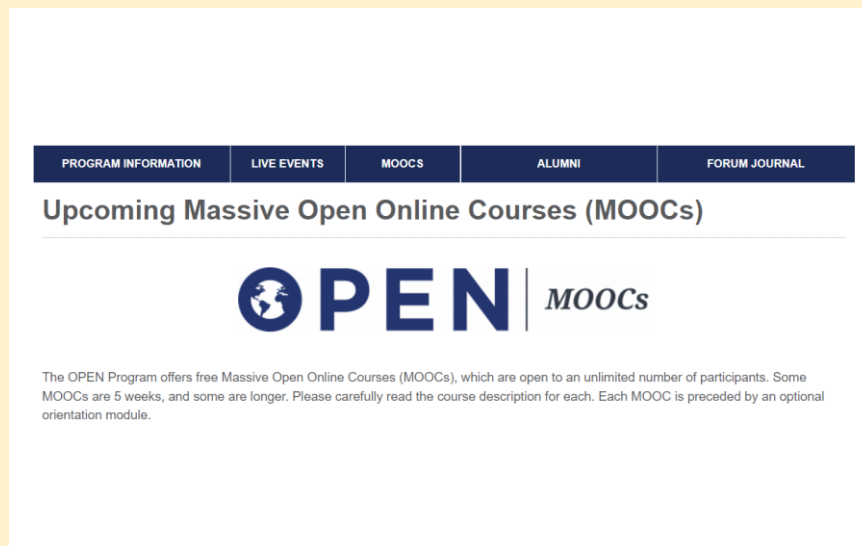 PROGRAM INFORMATION LIVE EVENTS MOOCS ALUMNI FORUM JOURNAL
Upcoming Massive Open Online Courses (MOOCs)
OPEN MOOCs
The OPEN Program offers free Massive Open Online Courses (MOOCs), which are open to an unlimited number of participants. Some
MOOCs are 5 weeks, and some are longer. Please carefully read the course description for each. Each MOOC is preceded by an optional
orientation module.